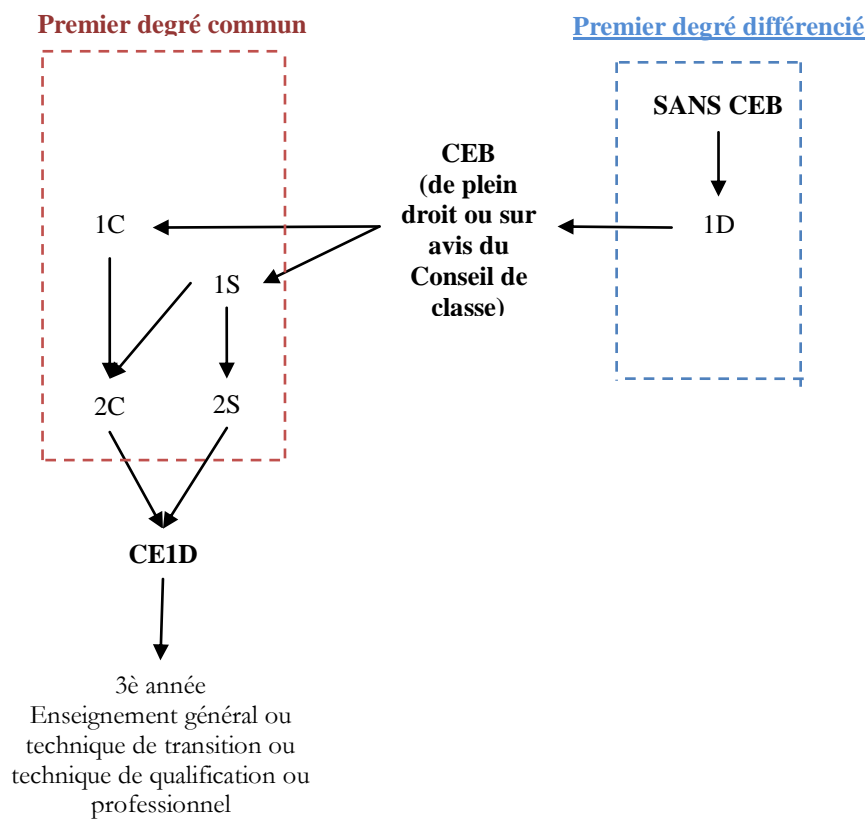 Premier degré commun
Premier degré différencié
SANS CEB
CEB
(de plein
droit ou sur
avis du
Conseil de
classe)
1C
1D
1S
2C
2S
CE1D
3è année
Enseignement général ou
technique de transition ou
technique de qualification ou
professionnel